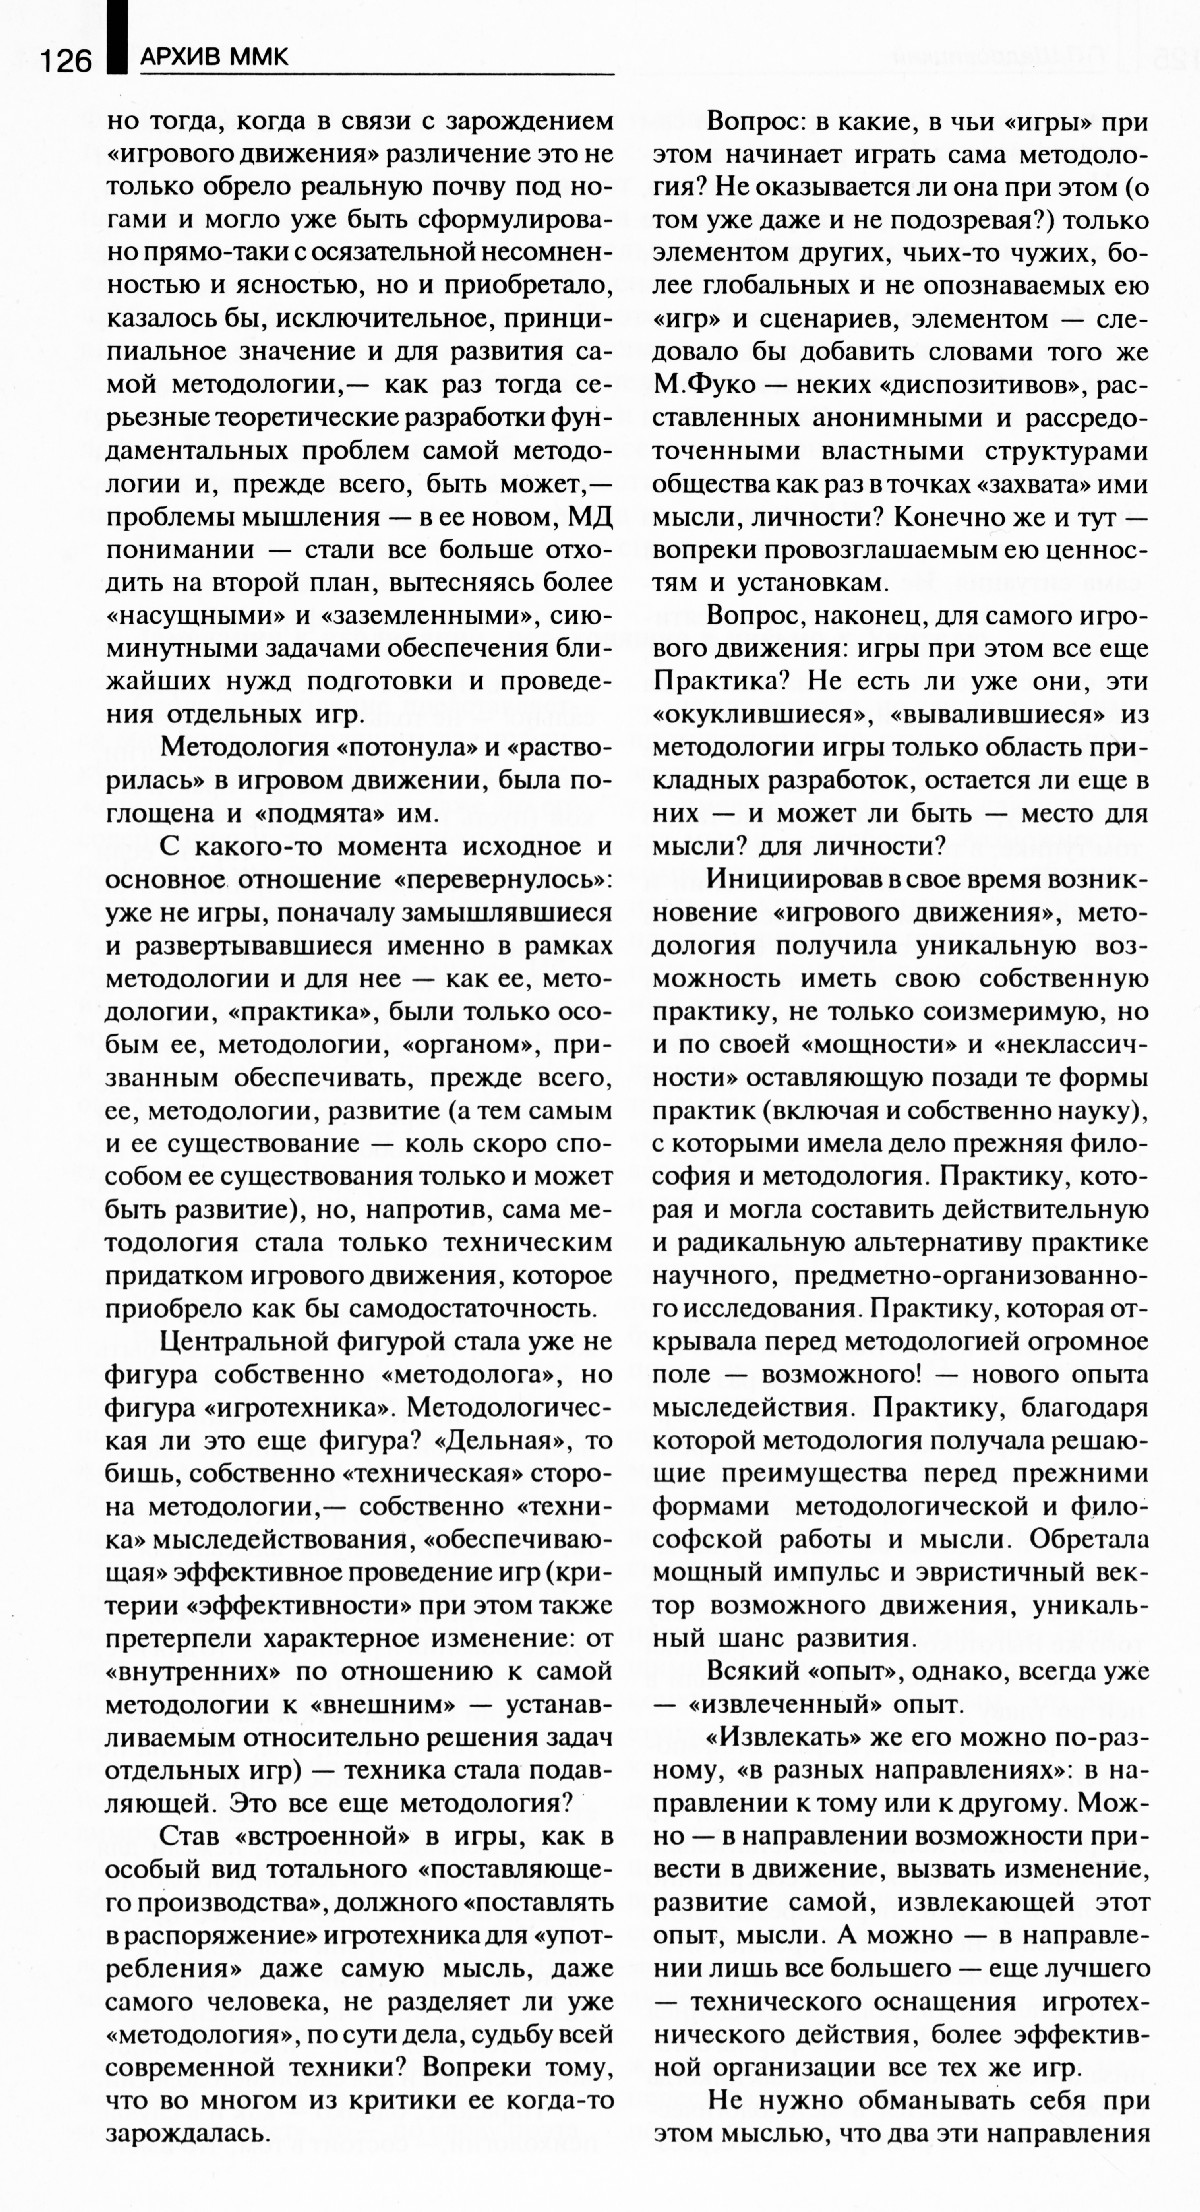 126
АРХИВ ММК
но тогда, когда в связи с зарождением
«игрового движения» различение это не
только обрело реальную почву под но-
гами и могло уже быть сформулирова-
но прямо-таки с осязательной несомнен-
ностью и ясностью, но и приобретало,
казалось бы, исключительное, принци-
пиальное значение и для развития са-
мой методологии,— как раз тогда се-
рьезные теоретические разработки фун-
даментальных проблем самой методо-
логии и, прежде всего, быть может,—
проблемы мышления — в ее новом, МД
понимании — стали все больше отхо-
дить на второй план, вытесняясь более
«насущными» и «заземленными», сию-
минутными задачами обеспечения бли-
жайших нужд подготовки и проведе-
ния отдельных игр.
Методология «потонула» и «раство-
рилась» в игровом движении, была по-
глощена и «подмята» им.
С какого-то момента исходное и
основное отношение «перевернулось»:
уже не игры, поначалу замышлявшиеся
и развертывавшиеся именно в рамках
методологии и для нее — как ее, мето-
дологии, «практика», были только осо-
бым ее, методологии, «органом», при-
званным обеспечивать, прежде всего,
ее, методологии, развитие (а тем самым
и ее существование — коль скоро спо-
собом ее существования только и может
быть развитие), но, напротив, сама ме-
тодология стала только техническим
придатком игрового движения, которое
приобрело как бы самодостаточность.
Центральной фигурой стала уже не
фигура собственно «методолога», но
фигура «игротехника». Методологичес-
кая ли это еще фигура? «Дельная», то
бишь, собственно «техническая» сторо-
на методологии,— собственно «техни-
ка» мыследействования, «обеспечиваю-
щая» эффективное проведение игр (кри-
терии «эффективности» при этом также
претерпели характерное изменение: от
«внутренних» по отношению к самой
методологии к «внешним» — устанав-
ливаемым относительно решения задач
отдельных игр) — техника стала подав-
ляющей. Это все еще методология?
Став «встроенной» в игры, как в
особый вид тотального «поставляюще-
го производства», должного «поставлять
в распоряжение» игротехника для «упот-
ребления» даже самую мысль, даже
самого человека, не разделяет ли уже
«методология», по сути дела, судьбу всей
современной техники? Вопреки тому,
что во многом из критики ее когда-то
зарождалась.
Вопрос: в какие, в чьи «игры» при
этом начинает играть сама методоло-
гия? Не оказывается ли она при этом (о
том уже даже и не подозревая?) только
элементом других, чьих-то чужих, бо-
лее глобальных и не опознаваемых ею
«игр» и сценариев, элементом — сле-
довало бы добавить словами того же
М.Фуко — неких «диспозитивов», рас-
ставленных анонимными и рассредо-
точенными властными структурами
общества как раз в точках «захвата» ими
мысли, личности? Конечно же и тут —
вопреки провозглашаемым ею ценнос-
тям и установкам.
Вопрос, наконец, для самого игро-
вого движения: игры при этом все еще
Практика? Не есть ли уже они, эти
«окуклившиеся», «вывалившиеся» из
методологии игры только область при-
кладных разработок, остается ли еще в
них — и может ли быть — место для
мысли? для личности?
Инициировав в свое время возник-
новение «игрового движения», мето-
дология получила уникальную воз-
можность иметь свою собственную
практику, не только соизмеримую, но
и по своей «мощности» и «неклассич-
ности» оставляющую позади те формы
практик (включая и собственно науку),
с которыми имела дело прежняя фило-
софия и методология. Практику, кото-
рая и могла составить действительную
и радикальную альтернативу практике
научного, предметно-организованно-
го исследования. Практику, которая от-
крывала перед методологией огромное
поле — возможного! — нового опыта
мыследействия. Практику, благодаря
которой методология получала решаю-
щие преимущества перед прежними
формами методологической и фило-
софской работы и мысли. Обретала
мощный импульс и эвристичный век-
тор возможного движения, уникаль-
ный шанс развития.
Всякий «опыт», однако, всегда уже
— «извлеченный» опыт.
«Извлекать» же его можно по-раз-
ному, «в разных направлениях»: в на-
правлении к тому или к другому. Мож-
но — в направлении возможности при-
вести в движение, вызвать изменение,
развитие самой, извлекающей этот
опыт, мысли. А можно — в направле-
нии лишь все большего — еще лучшего
— технического оснащения игротех-
нического действия, более эффектив-
ной организации все тех же игр.
Не нужно обманывать себя при
этом мыслью, что два эти направления